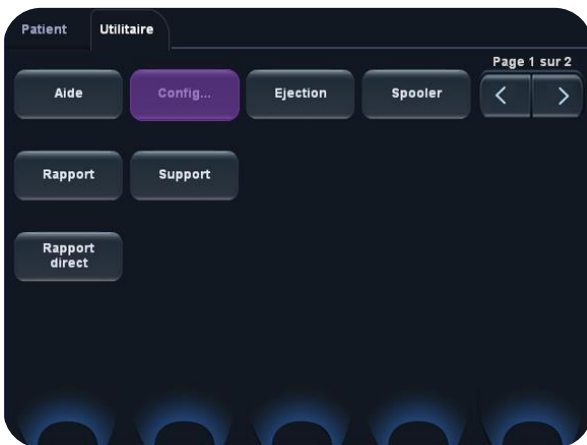 Patient
Utilitaire
Page 1 sur 2
Aide
Config...
Ejection
Spooler
Rapport
Support
Rapport
direct